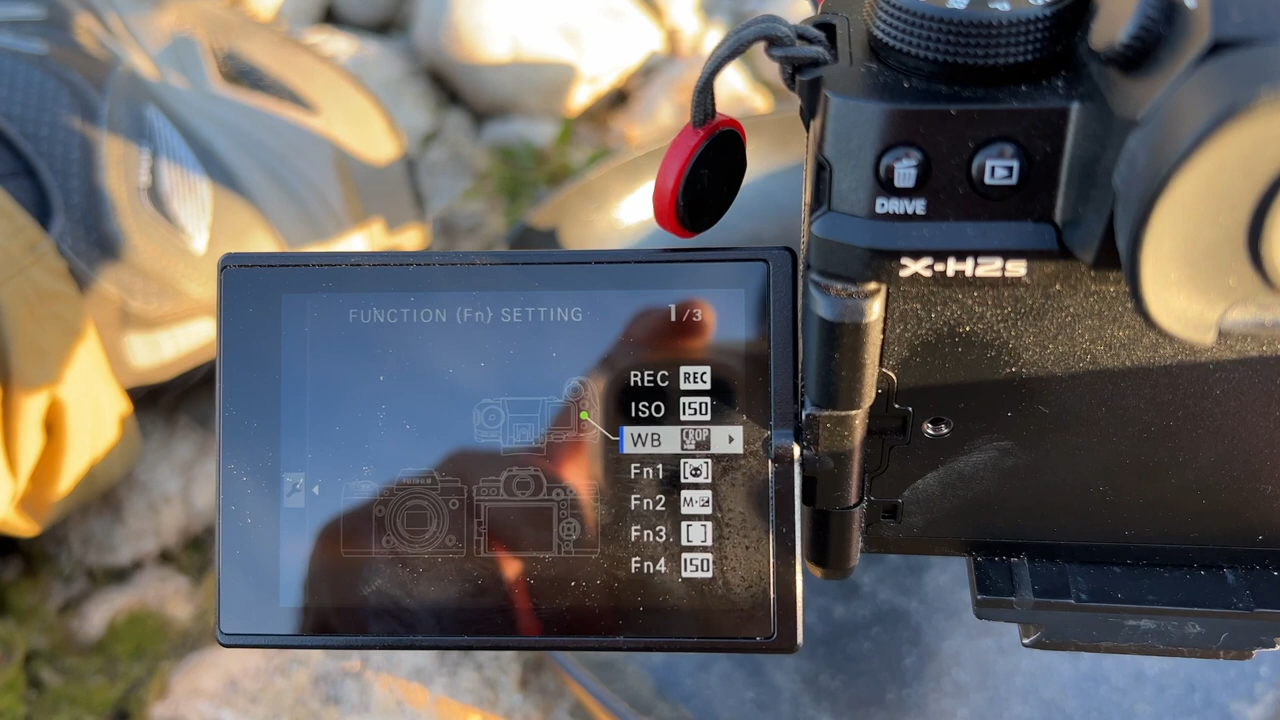 DRIVE
X-H2S
FUNCTION (Fn) SETTING 1/3
REC REC
ISO ISO
WB CROP
Fn1
Fn2 M
Fn3
Fn4 ISO